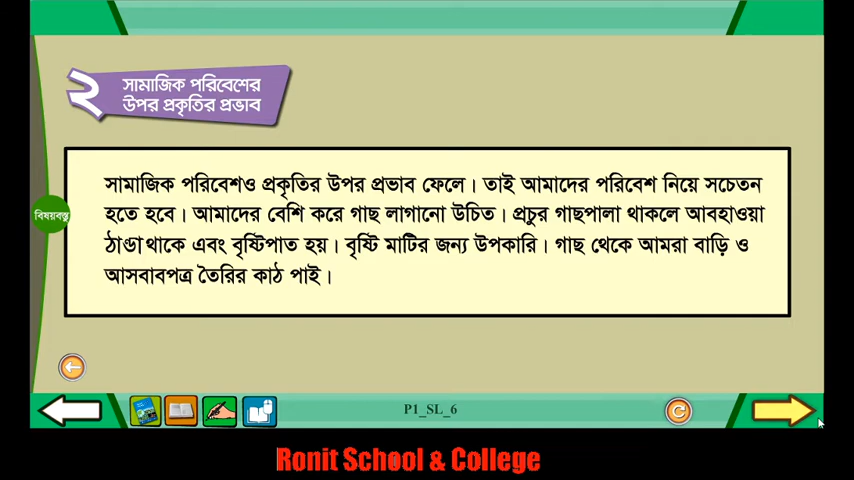 ২
সামাজিক পরিবেশের
উপর প্রকৃতির প্রভাব
সামাজিক পরিবেশও প্রকৃতির উপর প্রভাব ফেলে। তাই আমাদের পরিবেশ নিয়ে সচেতন
হতে হবে। আমাদের বেশি করে গাছ লাগানো উচিত। প্রচুর গাছপালা থাকলে আবহাওয়া
ঠাণ্ডা থাকে এবং বৃষ্টিপাত হয়। বৃষ্টি মাটির জন্য উপকারি। গাছ থেকে আমরা বাড়ি ও
আসবাবপত্র তৈরির কাঠ পাই।
বিষয়বস্তু
P1_SL_6
Ronit School & College